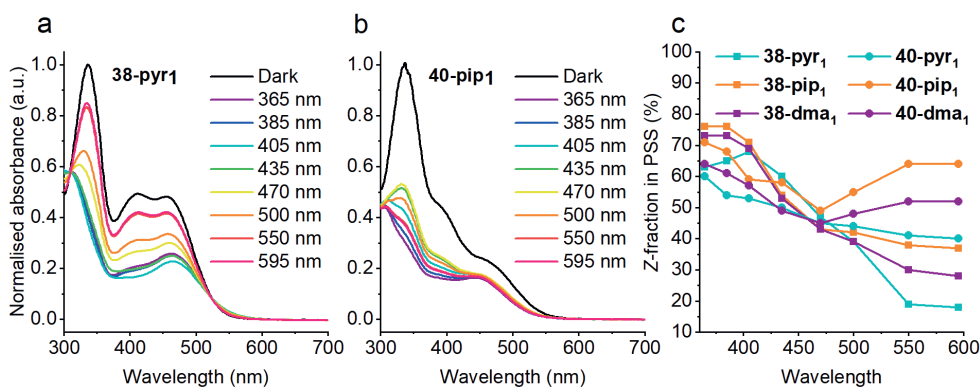 a
38-pyr1
Dark
365 nm
385 nm
405 nm
435 nm
470 nm
500 nm
550 nm
595 nm
Normalised absorbance (a.u.)
1.0
0.8
0.6
0.4
0.2
0.0
300 400 500 600 700
Wavelength (nm)
b
40-pip1
Dark
365 nm
385 nm
405 nm
435 nm
470 nm
500 nm
550 nm
595 nm
1.0
0.8
0.6
0.4
0.2
0.0
300 400 500 600 700
Wavelength (nm)
c
38-pyr1 40-pyr1
38-pip1 40-pip1
38-dma1 40-dma1
Z-fraction in PSS (%)
100
90
80
70
60
50
40
30
20
10
400 450 500 550 600
Wavelength